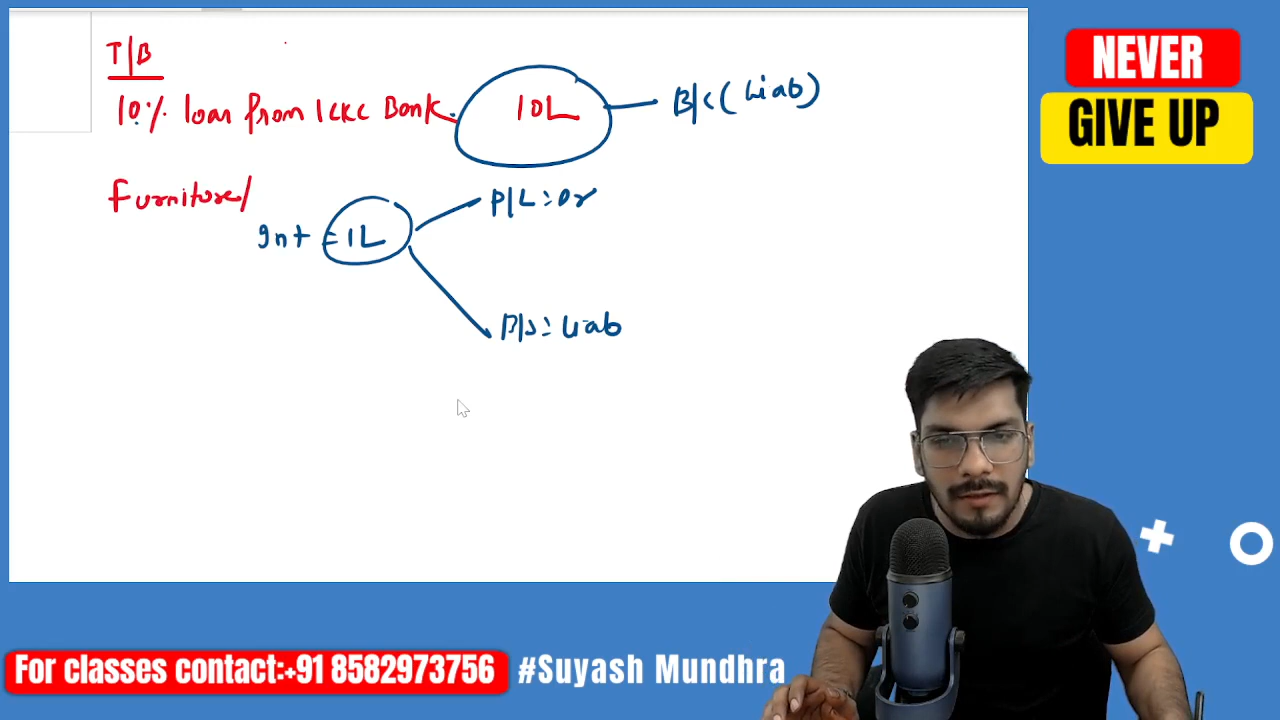 T/B
10% loan from ICICI Bank. 10L B/S (Liab)
Furniture/
Int = 1L
P/L = Dr
B/S = Liab
NEVER
GIVE UP
For classes contact:+91 8582973756 #Suyash Mundhra